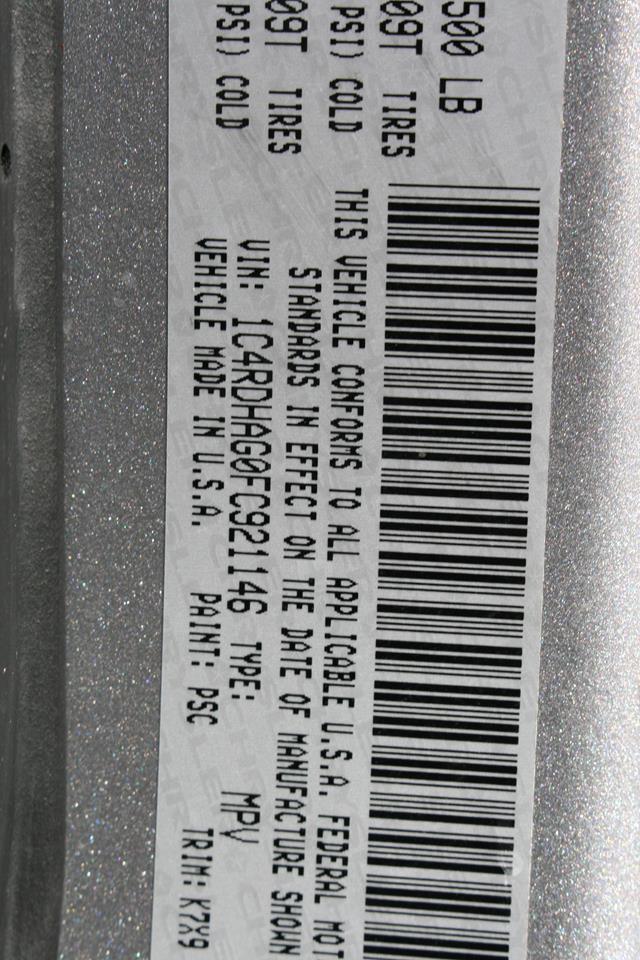 500 LB
09T TIRES
PSI) COLD
09T TIRES
PSI) COLD
THIS VEHICLE CONFORMS TO ALL APPLICABLE U.S.A. FEDERAL MOT
STANDARDS IN EFFECT ON THE DATE OF MANUFACTURE SHOWN
VIN: 1C4RDHAG0FC921146 TYPE: MPV
VEHICLE MADE IN U.S.A. PAINT: PSC TRIM: K7X9